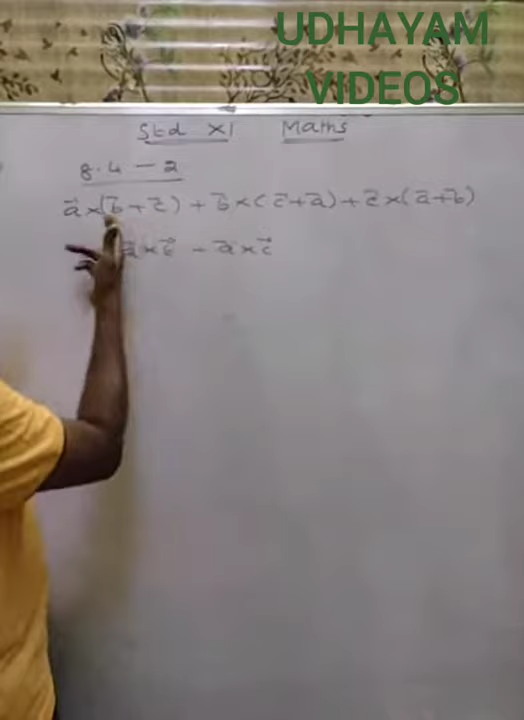 UDHAYAM
VIDEOS
Std XI Maths
8.4 - 2
a⃗ × (b⃗ + c⃗) + b⃗ × (c⃗ + a⃗) + c⃗ × (a⃗ + b⃗)
a⃗ × b⃗ - a⃗ × c⃗